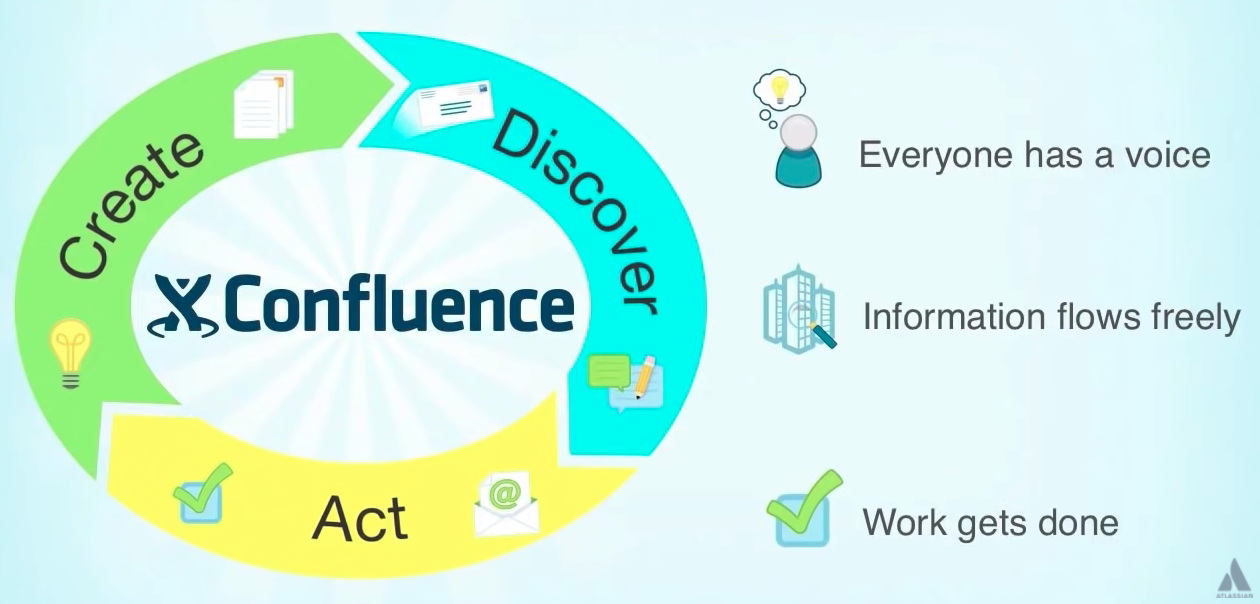 Create
Discover
Act
Confluence
@
Everyone has a voice
Information flows freely
Work gets done
ATLASSIAN